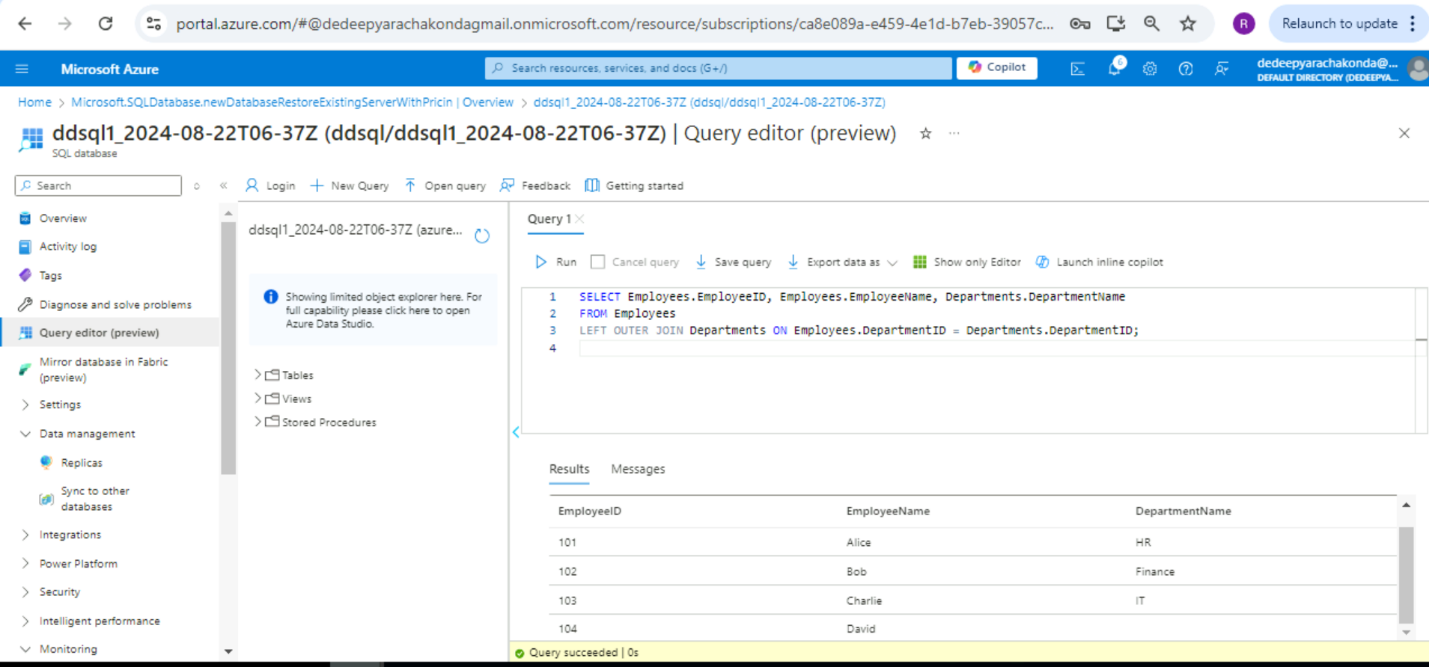 portal.azure.com/#@dedeepyarachakondagmail.onmicrosoft.com/resource/subscriptions/ca8e089a-e459-4e1d-b7eb-39057c...
R
Relaunch to update
Microsoft Azure
Search resources, services, and docs (G+/)
Copilot
6
dedeepyarachakonda@...
DEFAULT DIRECTORY (DEDEEPYA...
Home > Microsoft.SQLDatabase.newDatabaseRestoreExistingServerWithPricin | Overview > ddsql1_2024-08-22T06-37Z (ddsql/ddsql1_2024-08-22T06-37Z)
ddsql1_2024-08-22T06-37Z (ddsql/ddsql1_2024-08-22T06-37Z) | Query editor (preview)
SQL database
Search
Login
New Query
Open query
Feedback
Getting started
Overview
Activity log
Tags
Diagnose and solve problems
Query editor (preview)
Mirror database in Fabric
(preview)
Settings
Data management
Replicas
Sync to other
databases
Integrations
Power Platform
Security
Intelligent performance
Monitoring
ddsql1_2024-08-22T06-37Z (azure...
Showing limited object explorer here. For
full capability please click here to open
Azure Data Studio.
Tables
Views
Stored Procedures
Query 1
Run
Cancel query
Save query
Export data as
Show only Editor
Launch inline copilot
1 SELECT Employees.EmployeeID, Employees.EmployeeName, Departments.DepartmentName
2 FROM Employees
3 LEFT OUTER JOIN Departments ON Employees.DepartmentID = Departments.DepartmentID;
4
Results
Messages
EmployeeID EmployeeName DepartmentName
101 Alice HR
102 Bob Finance
103 Charlie IT
104 David
Query succeeded | 0s